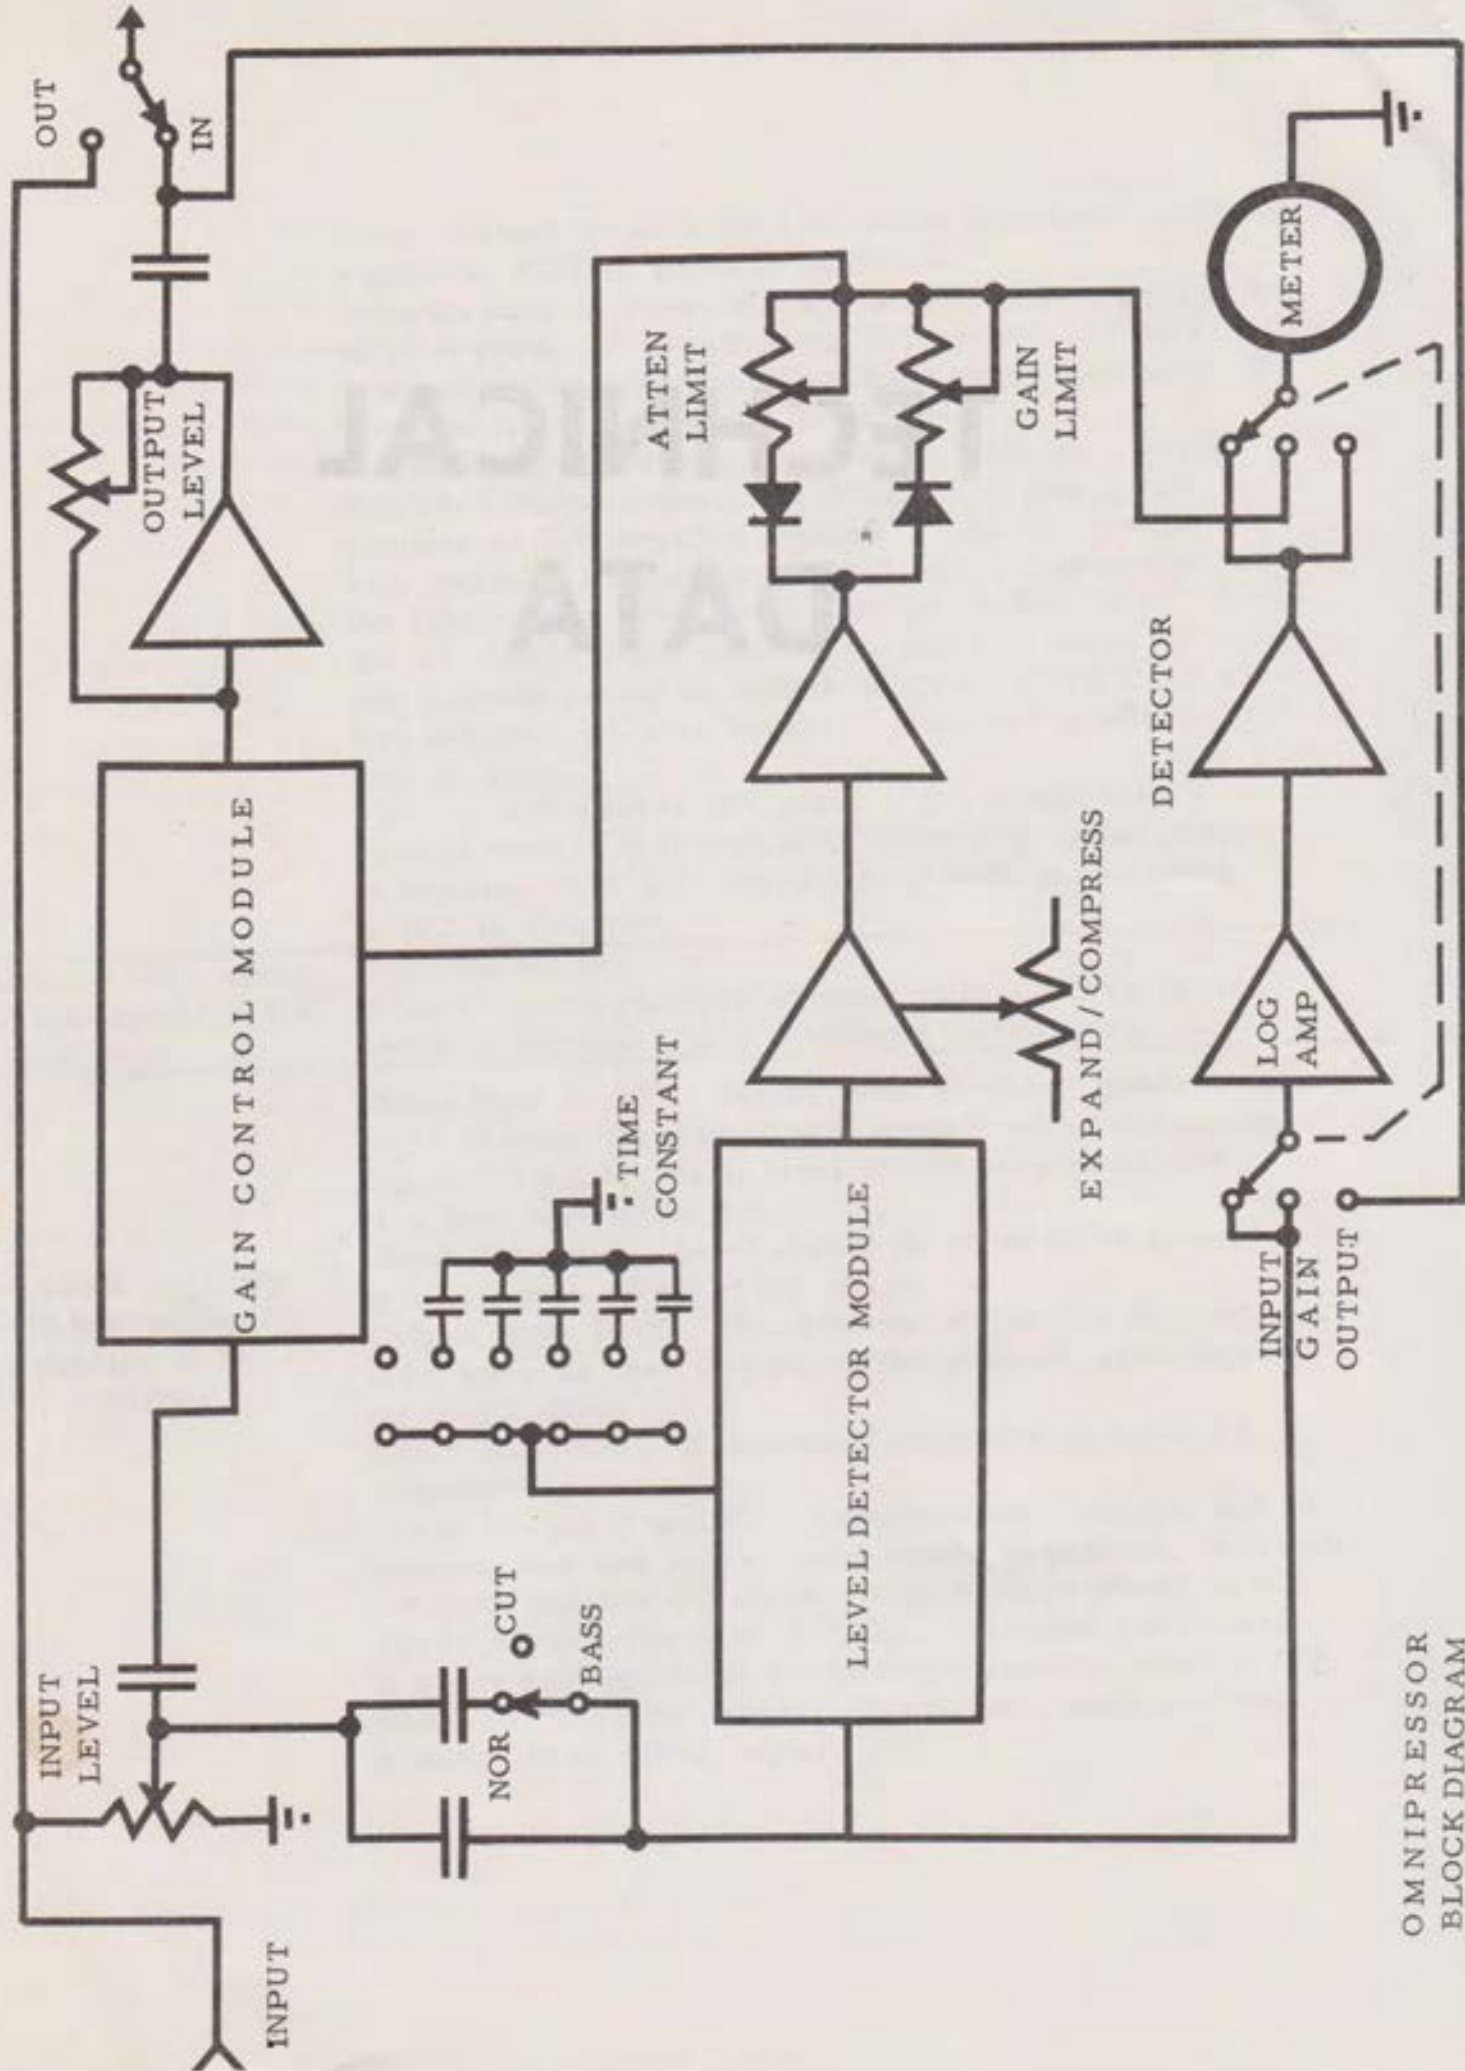 INPUT
INPUT
LEVEL
GAIN CONTROL MODULE
OUTPUT
LEVEL
OUT
IN
NOR
CUT
BASS
TIME
CONSTANT
LEVEL DETECTOR MODULE
EXPAND / COMPRESS
ATTEN
LIMIT
GAIN
LIMIT
INPUT
GAIN
OUTPUT
LOG
AMP
DETECTOR
METER
OMNIPRESSOR
BLOCK DIAGRAM
TECHNICAL
DATA